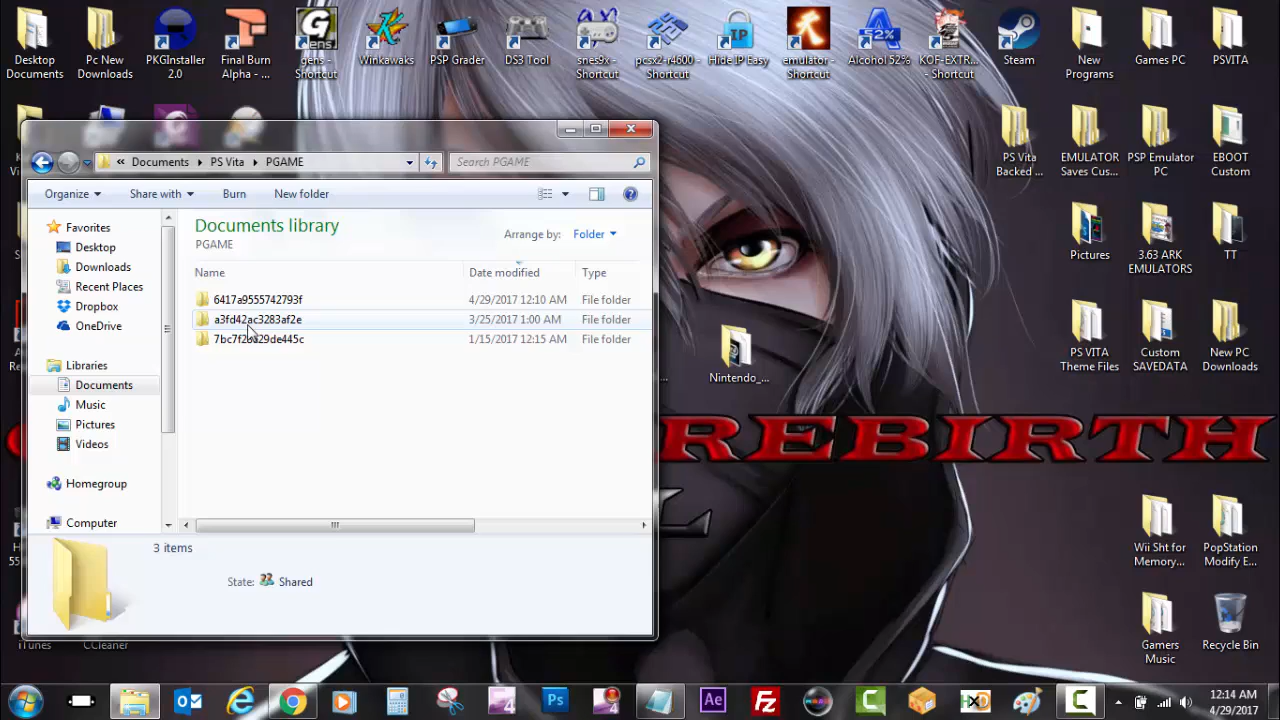 Desktop Documents
Pc New Downloads
PKGInstaller 2.0
Final Burn Alpha - ...
gens - Shortcut
Winkawaks
PSP Grader
DS3 Tool
snes9x - Shortcut
pcsx2-r4600 - Shortcut
Hide IP Easy
emulator - Shortcut
Alcohol 52%
KOF-EXTR... - Shortcut
Steam
New Programs
Games PC
PSVITA
PS Vita Backed ...
EMULATOR Saves Cus...
PSP Emulator PC
EBOOT Custom
Documents
PS Vita
PGAME
Search PGAME
Organize
Share with
Burn
New folder
Favorites
Desktop
Downloads
Recent Places
Dropbox
OneDrive
Libraries
Documents
Music
Pictures
Videos
Homegroup
Computer
Documents library
PGAME
Arrange by:
Folder
Name
Date modified
Type
6417a9555742793f
4/29/2017 12:10 AM
File folder
a3fd42ac3283af2e
3/25/2017 1:00 AM
File folder
1/15/2017 12:15 AM
File folder
3 items
State:
Shared
Nintendo_...
Pictures
3.63 ARK EMULATORS
TT
PS VITA Theme Files
Custom SAVEDATA
New PC Downloads
REBIRTH
Wii Sht for Memory...
PopStation Modify E...
Gamers Music
Recycle Bin
iTunes
CCleaner
12:14 AM
4/29/2017